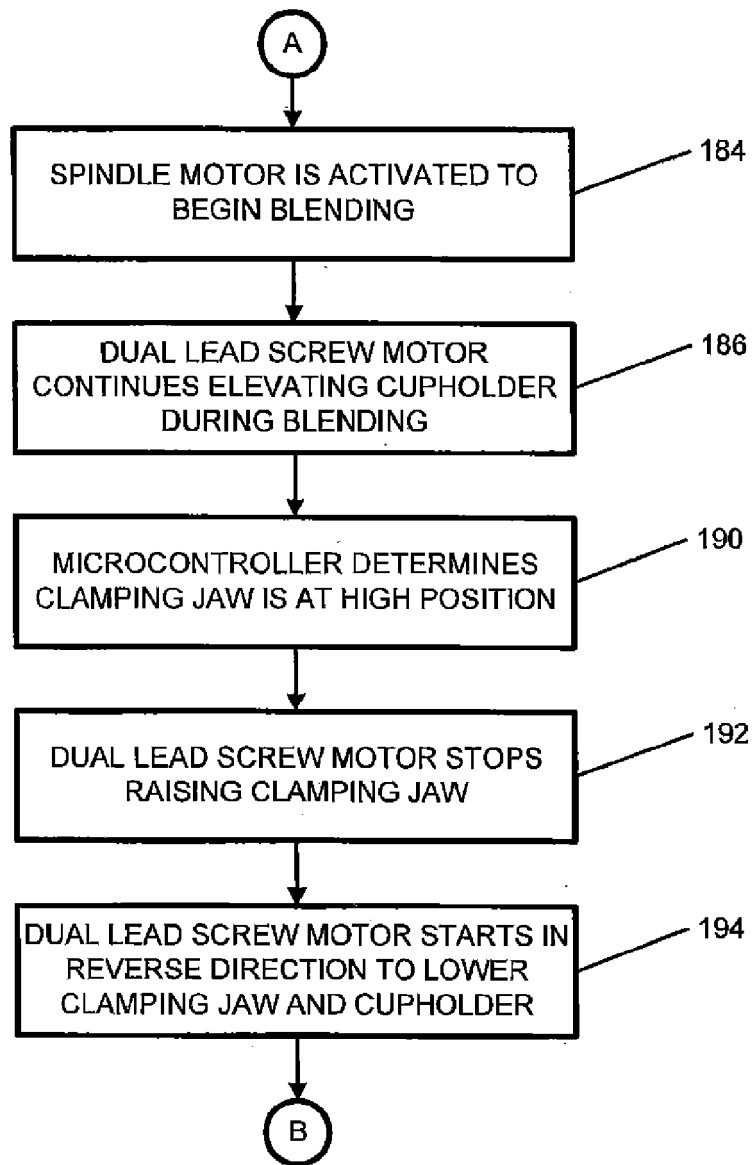 A
SPINDLE MOTOR IS ACTIVATED TO
BEGIN BLENDING
184
DUAL LEAD SCREW MOTOR
CONTINUES ELEVATING CUPHOLDER
DURING BLENDING
186
MICROCONTROLLER DETERMINES
CLAMPING JAW IS AT HIGH POSITION
190
DUAL LEAD SCREW MOTOR STOPS
RAISING CLAMPING JAW
192
DUAL LEAD SCREW MOTOR STARTS IN
REVERSE DIRECTION TO LOWER
CLAMPING JAW AND CUPHOLDER
194
B